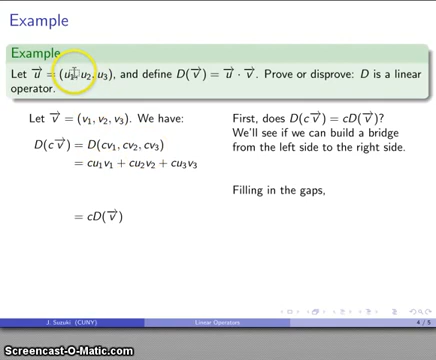 Example
Example
Let u⃗ = (u₁, u₂, u₃), and define D(v⃗) = u⃗ · v⃗. Prove or disprove: D is a linear
operator.
Let v⃗ = (v₁, v₂, v₃). We have:
D(cv⃗) = D(cv₁, cv₂, cv₃)
= cu₁v₁ + cu₂v₂ + cu₃v₃
= cD(v⃗)
First, does D(cv⃗) = cD(v⃗)?
We'll see if we can build a bridge
from the left side to the right side.
Filling in the gaps,
J. Suzuki (CUNY) Linear Operators 4 / 5
Screencast-O-Matic.com